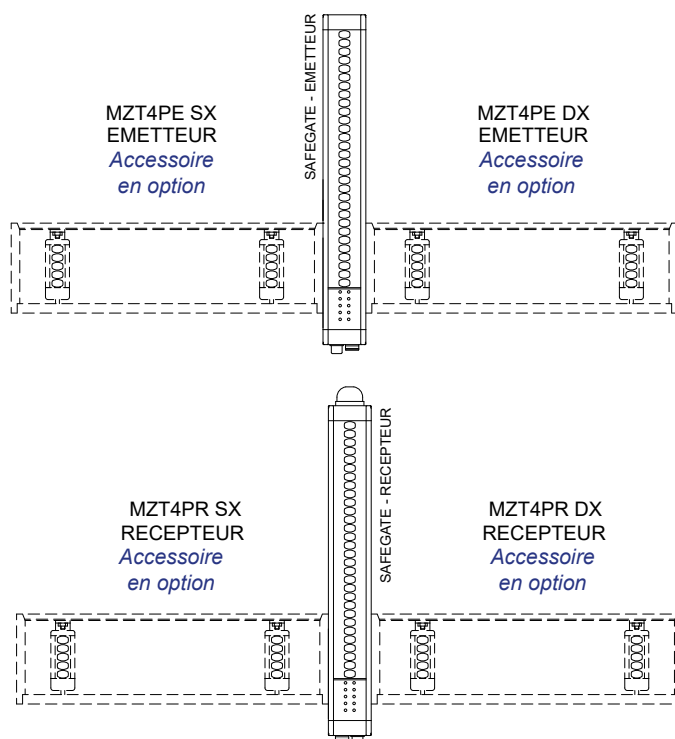 SAFEGATE - EMETTEUR
MZT4PE SX
EMETTEUR
Accessoire
en option
MZT4PE DX
EMETTEUR
Accessoire
en option
SAFEGATE - RECEPTEUR
MZT4PR SX
RECEPTEUR
Accessoire
en option
MZT4PR DX
RECEPTEUR
Accessoire
en option